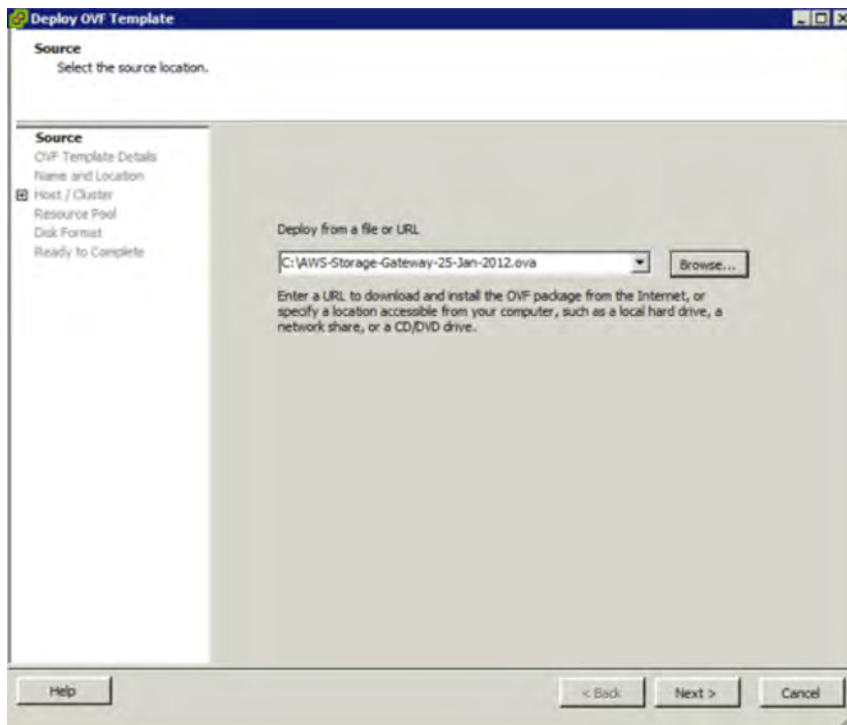 Deploy OVF Template
Source
Select the source location.
Source
OVF Template Details
Name and Location
Host / Cluster
Resource Pool
Disk Format
Ready to Complete
Deploy from a file or URL
C:\AWS-Storage-Gateway-25-Jan-2012.ova
Browse...
Enter a URL to download and install the OVF package from the Internet, or
specify a location accessible from your computer, such as a local hard drive, a
network share, or a CD/DVD drive.
Help
< Back
Next >
Cancel